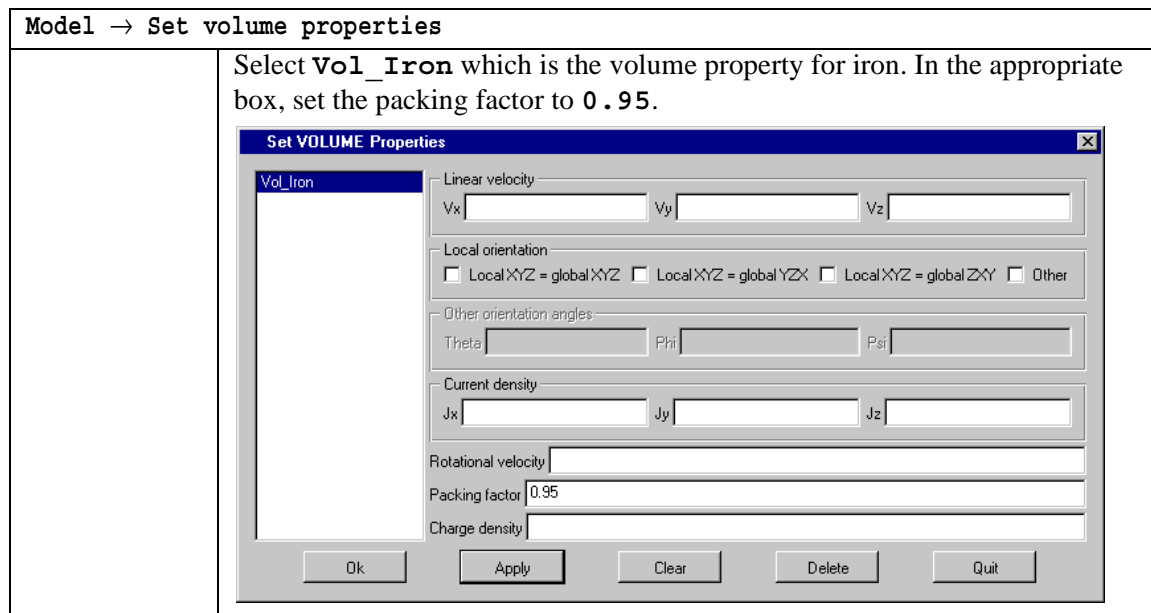 Model → Set volume properties
Select Vol_Iron which is the volume property for iron. In the appropriate
box, set the packing factor to 0.95.
Set VOLUME Properties
Vol_Iron
Linear velocity
Vx Vy Vz
Local orientation
Local XYZ = global XYZ Local XYZ = global YZX Local XYZ = global ZXY Other
Other orientation angles
Theta Phi Psi
Current density
Jx Jy Jz
Rotational velocity
Packing factor 0.95
Charge density
Ok Apply Clear Delete Quit